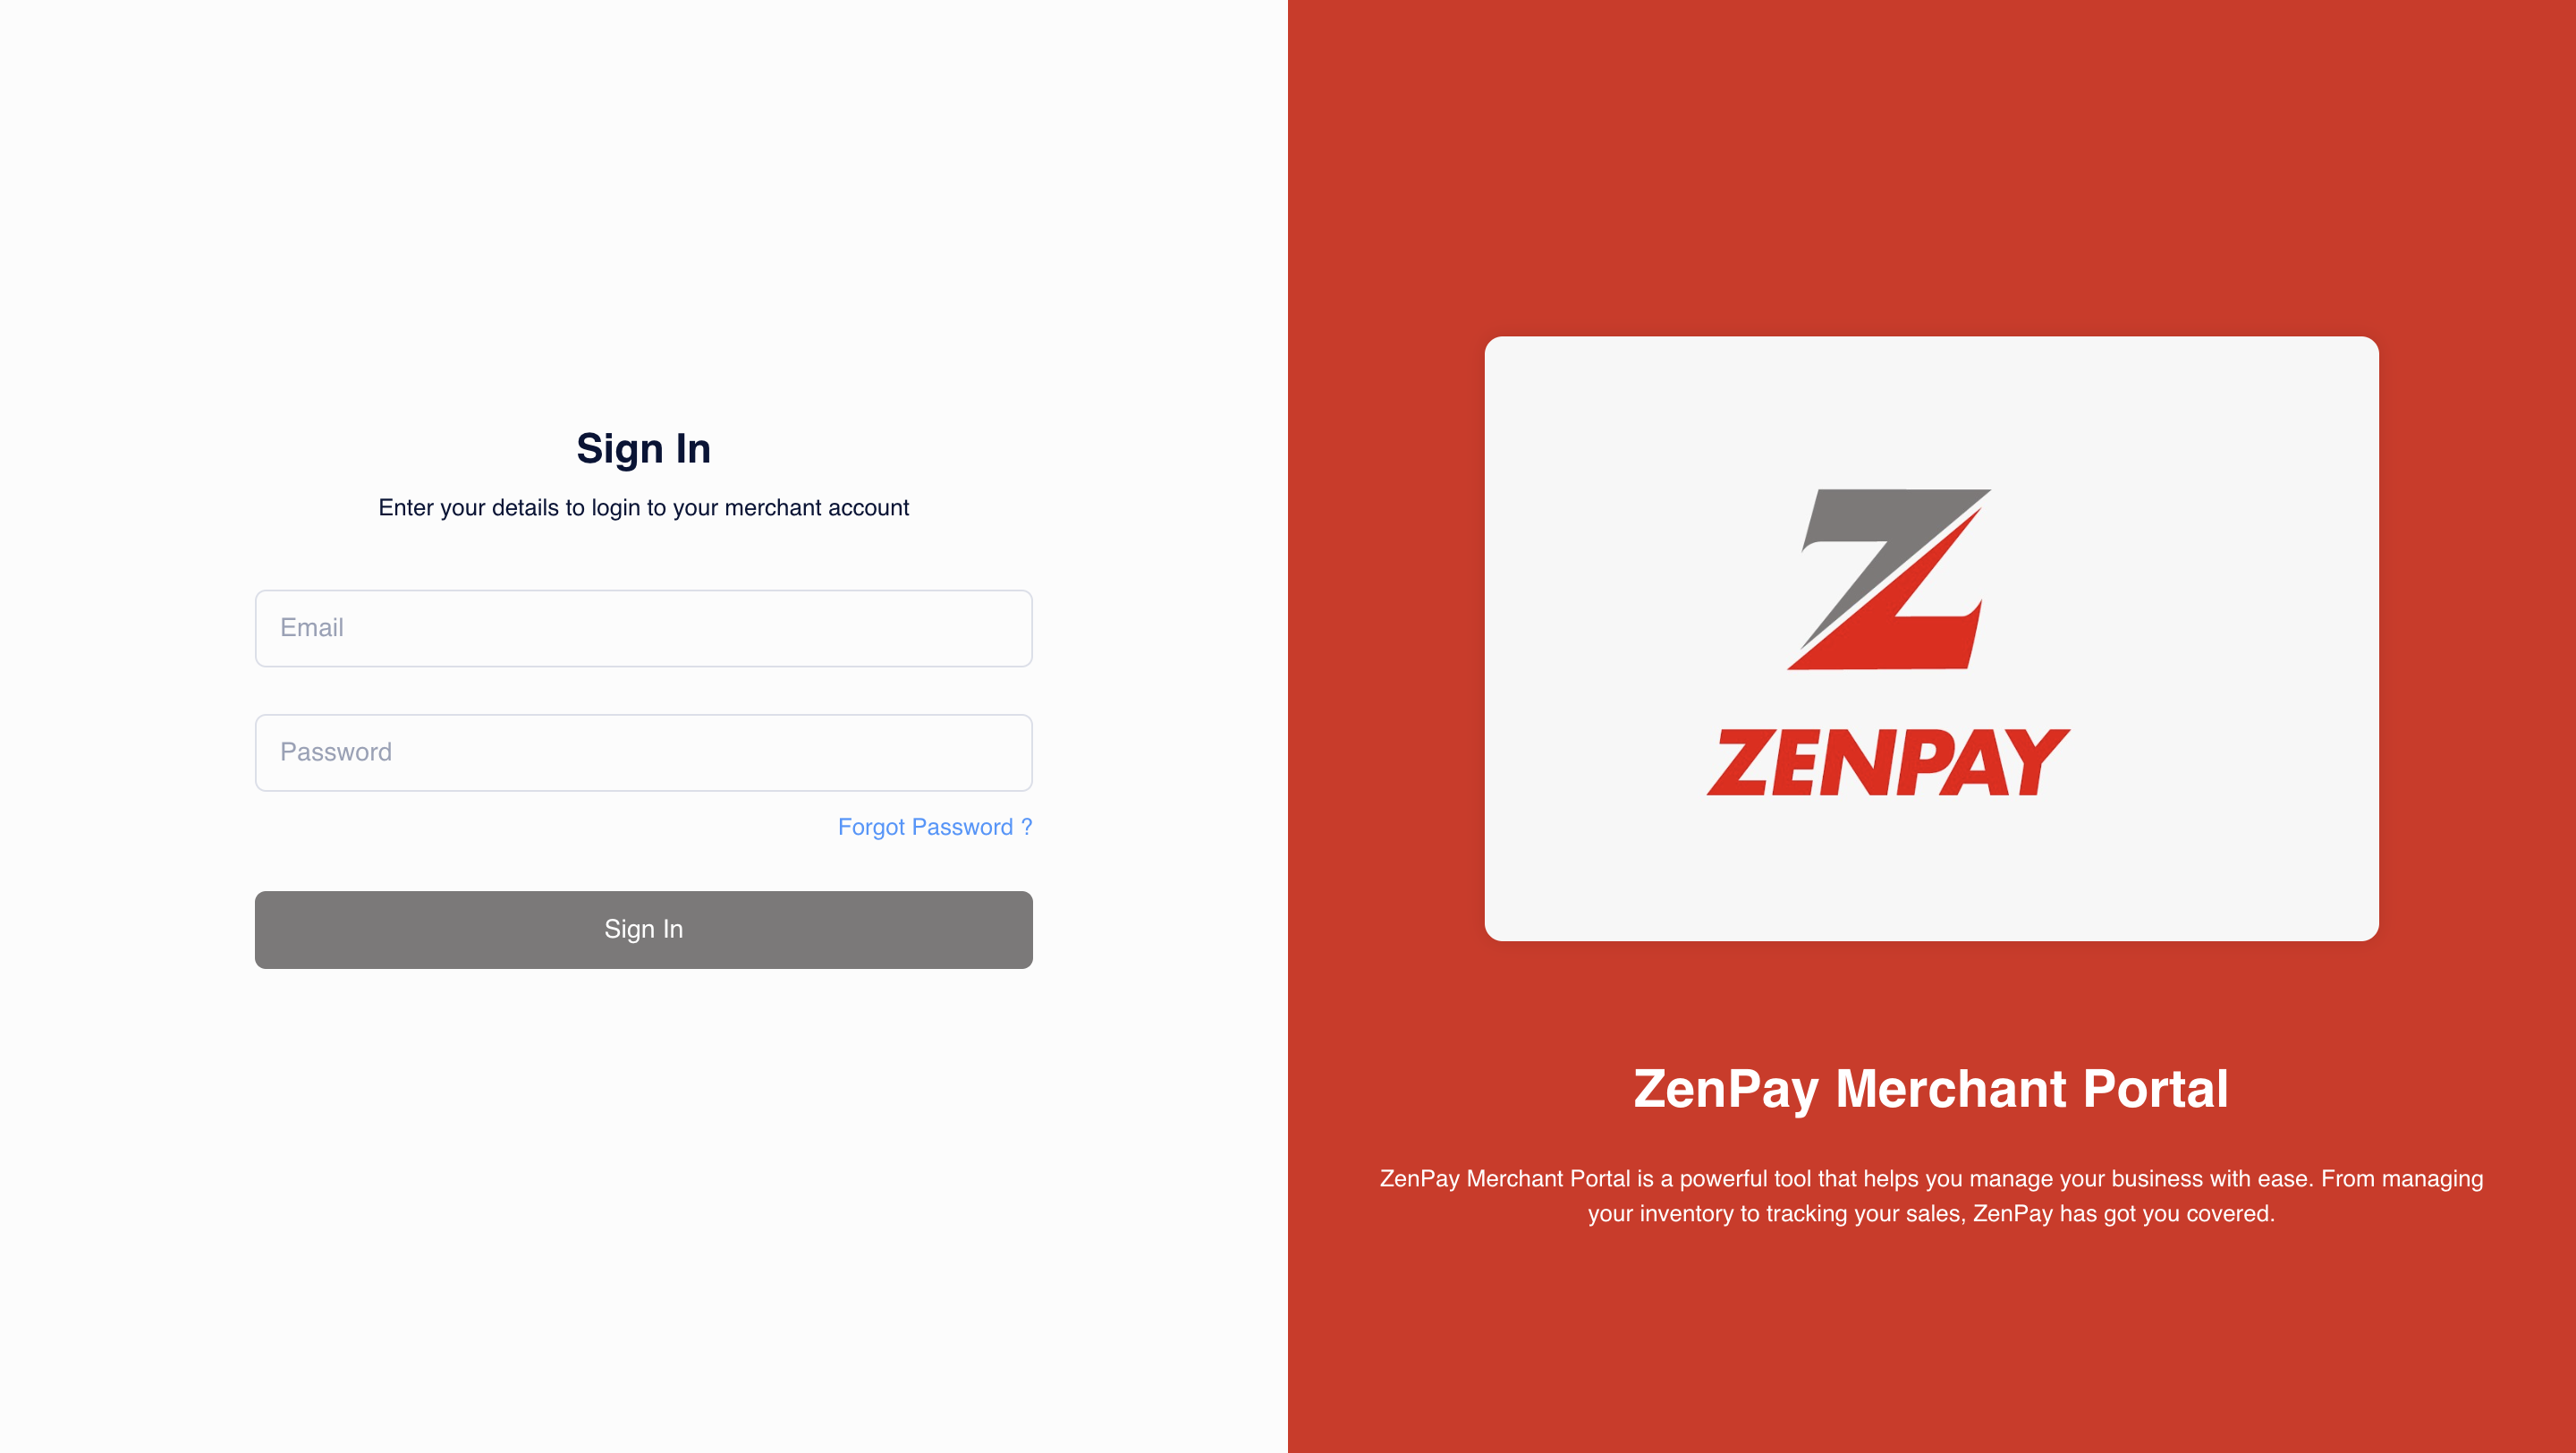 Sign In
Enter your details to login to your merchant account
Email
Password
Forgot Password ?
Sign In
Z
ZENPAY
ZenPay Merchant Portal
ZenPay Merchant Portal is a powerful tool that helps you manage your business with ease. From managing
your inventory to tracking your sales, ZenPay has got you covered.